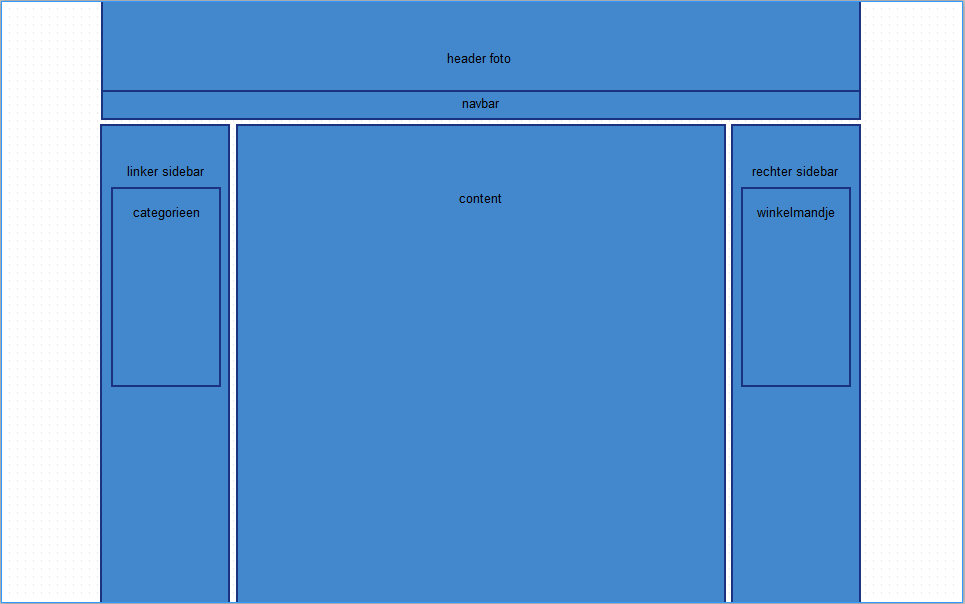 header foto
navbar
linker sidebar
rechter sidebar
content
categorieen
winkelmandje